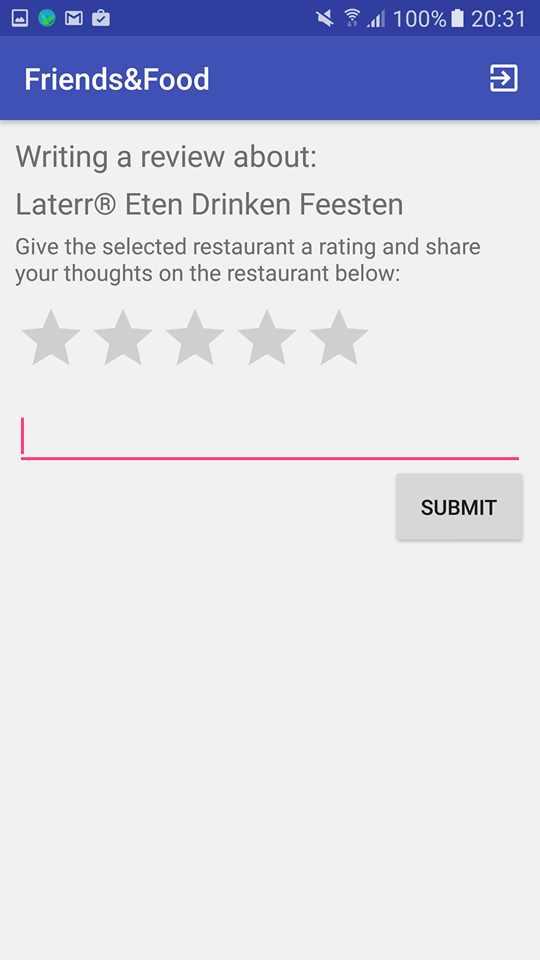 100% 20:31
Friends&Food
Writing a review about:
Laterr® Eten Drinken Feesten
Give the selected restaurant a rating and share
your thoughts on the restaurant below:
SUBMIT